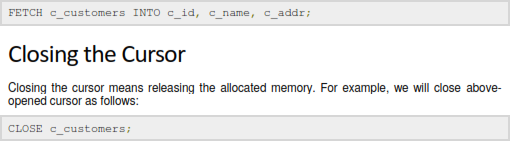 FETCH c_customers INTO c_id, c_name, c_addr;
Closing the Cursor
Closing the cursor means releasing the allocated memory. For example, we will close above-
opened cursor as follows:
CLOSE c_customers;